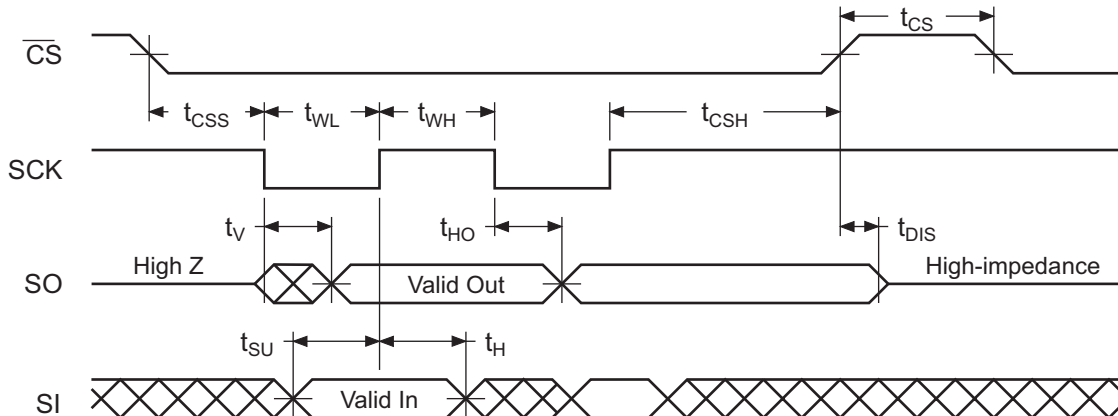 t_CS
C̅S̅
t_CSS t_WL t_WH t_CSH
SCK
t_V t_HO t_DIS
SO High Z Valid Out High-impedance
t_SU t_H
SI Valid In